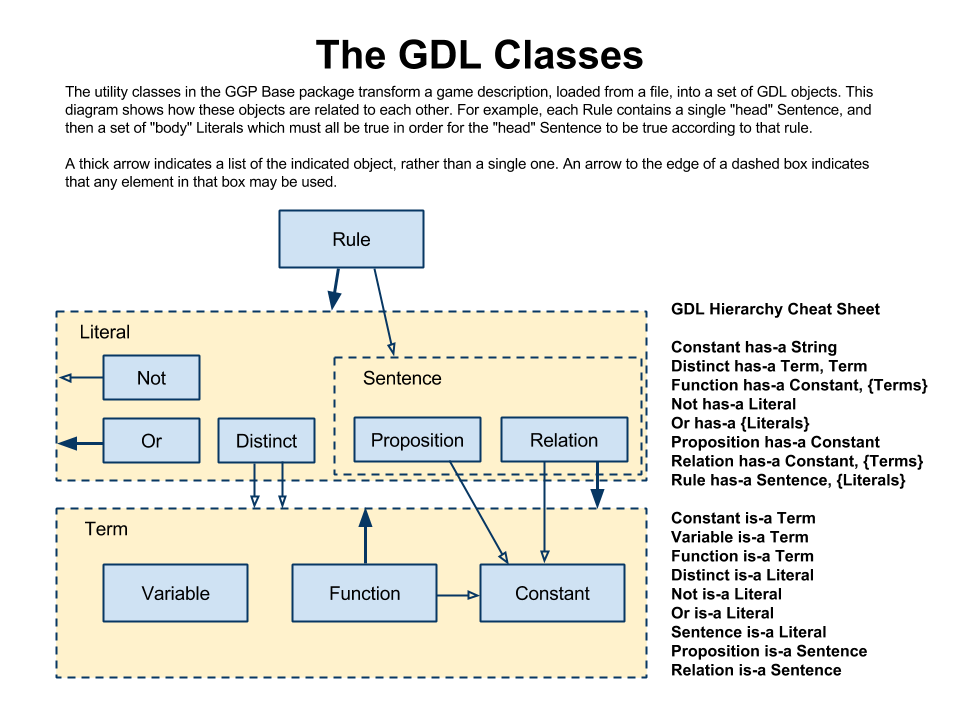 The GDL Classes
The utility classes in the GGP Base package transform a game description, loaded from a file, into a set of GDL objects. This
diagram shows how these objects are related to each other. For example, each Rule contains a single "head" Sentence, and
then a set of "body" Literals which must all be true in order for the "head" Sentence to be true according to that rule.
A thick arrow indicates a list of the indicated object, rather than a single one. An arrow to the edge of a dashed box indicates
that any element in that box may be used.
Rule
Literal
Not
Sentence
Or
Distinct
Proposition
Relation
Term
Variable
Function
Constant
GDL Hierarchy Cheat Sheet
Constant has-a String
Distinct has-a Term, Term
Function has-a Constant, {Terms}
Not has-a Literal
Or has-a {Literals}
Proposition has-a Constant
Relation has-a Constant, {Terms}
Rule has-a Sentence, {Literals}
Constant is-a Term
Variable is-a Term
Function is-a Term
Distinct is-a Literal
Not is-a Literal
Or is-a Literal
Sentence is-a Literal
Proposition is-a Sentence
Relation is-a Sentence